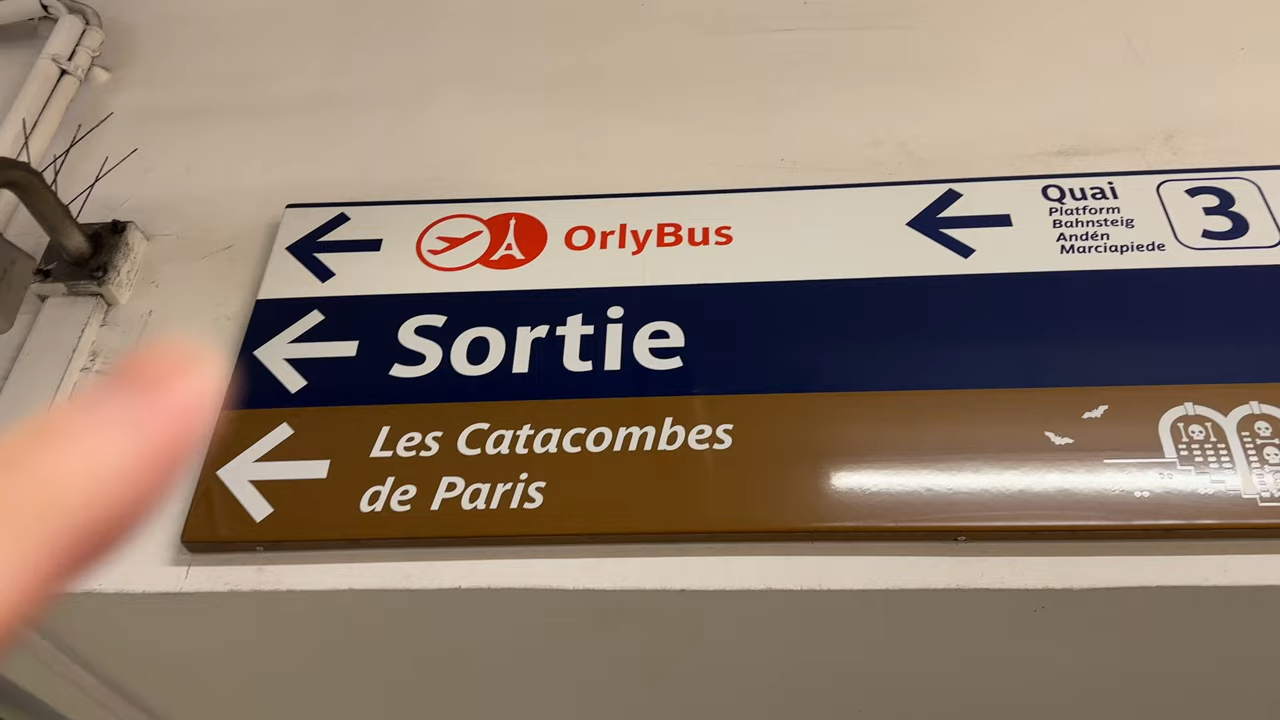 OrlyBus
Quai
Platform
Bahnsteig
Andén
Marciapiede
3
Sortie
Les Catacombes
de Paris